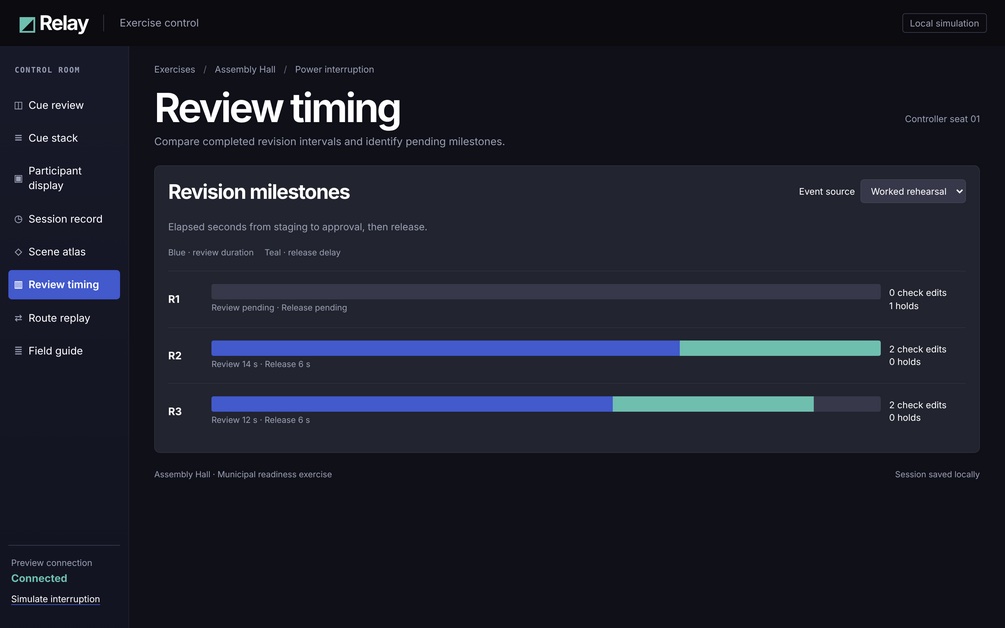 Relay
Exercise control
Local simulation
CONTROL ROOM
Cue review
Cue stack
Participant
display
Session record
Scene atlas
Review timing
Route replay
Field guide
Preview connection
Connected
Simulate interruption
Exercises / Assembly Hall / Power interruption
Review timing
Controller seat 01
Compare completed revision intervals and identify pending milestones.
Revision milestones
Event source
Worked rehearsal
Elapsed seconds from staging to approval, then release.
Blue · review duration Teal · release delay
R1
Review pending · Release pending
0 check edits
1 holds
R2
Review 14 s · Release 6 s
2 check edits
0 holds
R3
Review 12 s · Release 6 s
2 check edits
0 holds
Assembly Hall · Municipal readiness exercise
Session saved locally